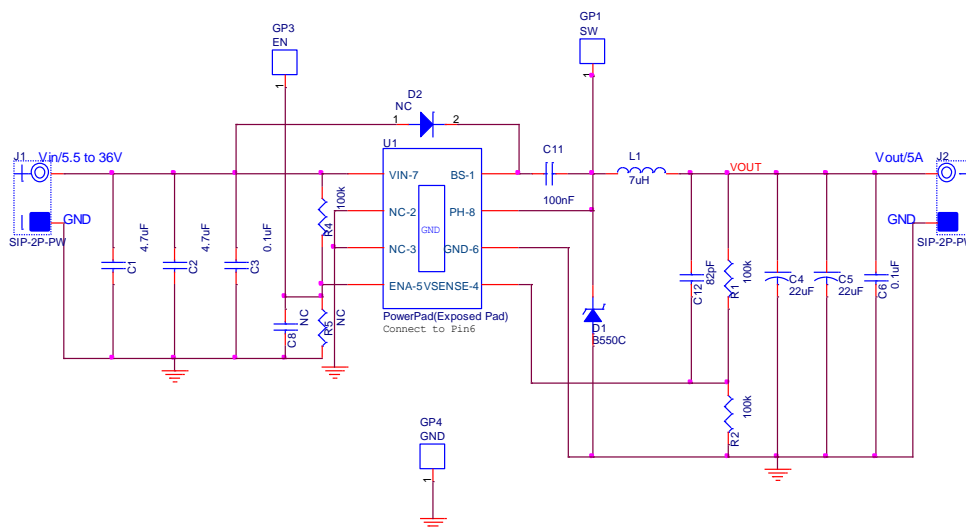 GP3
EN
1
GP1
SW
1
D2
NC
1
2
J1
Vin/5.5 to 36V
GND
SIP-2P-PW
4.7uF
C1
4.7uF
C2
0.1uF
C3
100k
R4
NC
C8
NC
R5
U1
VIN-7
BS-1
NC-2
PH-8
GND
NC-3
GND-6
ENA-5
VSENSE-4
PowerPad(Exposed Pad)
Connect to Pin6
C11
100nF
L1
7uH
VOUT
Vout/5A
J2
GND
SIP-2P-PW
D1
B550C
82pF
C12
100k
R1
C4
22uF
C5
22uF
C6
0.1uF
100k
R2
GP4
GND
1